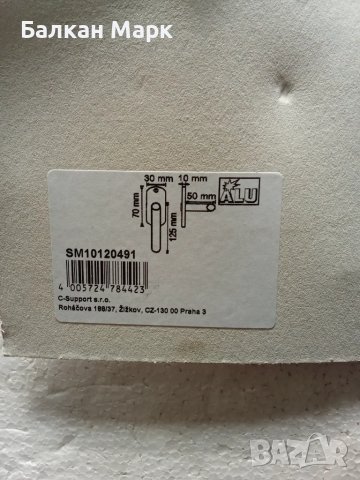 Балкан Марк
30 mm 10 mm
70 mm
125 mm
50 mm
ALU
SM10120491
4 005724 784423
C-Support s.r.o.
Roháčova 188/37, Žižkov, CZ-130 00 Praha 3
BAZAR